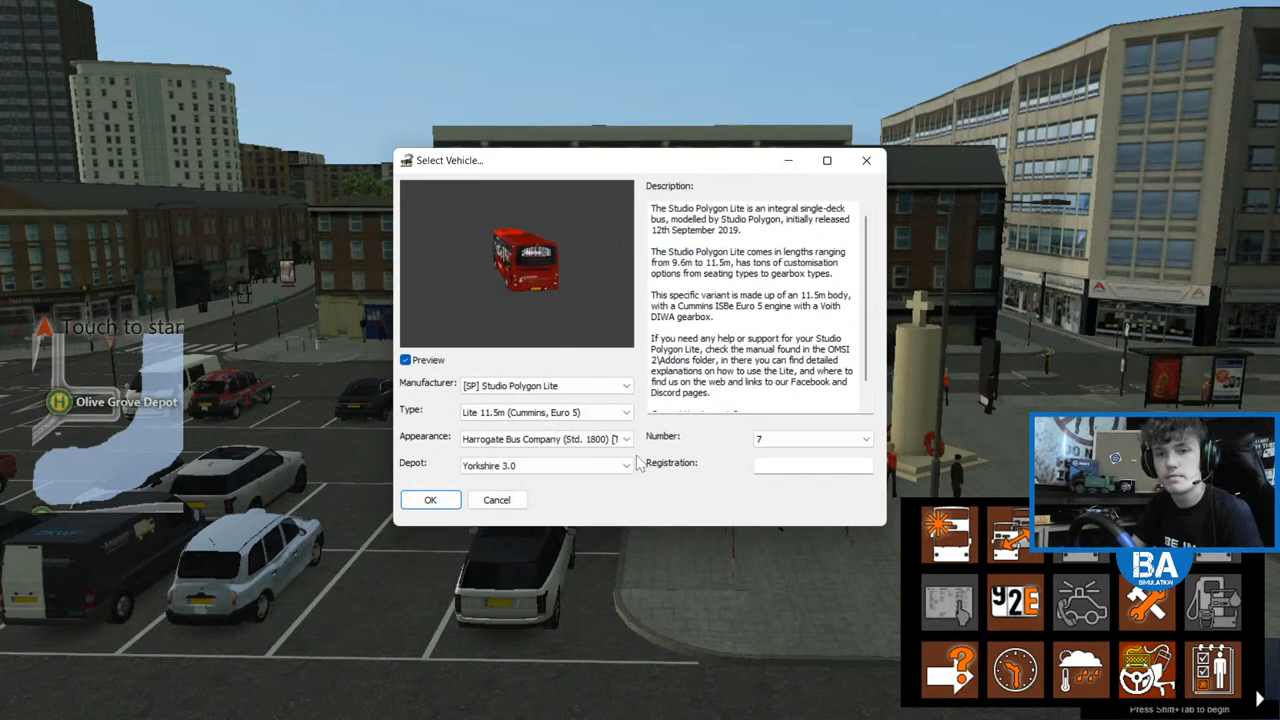 Select Vehicle...
Description:
The Studio Polygon Lite is an integral single-deck
bus, modelled by Studio Polygon, initially released
12th September 2019.
The Studio Polygon Lite comes in lengths ranging
from 9.6m to 11.5m, has tons of customisation
options from seating types to gearbox types.
This specific variant is made up of an 11.5m body,
with a Cummins ISBe Euro 5 engine with a Voith
DIWA gearbox.
If you need any help or support for your Studio
Polygon Lite, check the manual found in the OMSI
2\Addons folder, in there you can find detailed
explanations on how to use the Lite, and where to
find us on the web and links to our Facebook and
Discord pages.
Preview
Manufacturer: [SP] Studio Polygon Lite
Type: Lite 11.5m (Cummins, Euro 5)
Appearance: Harrogate Bus Company (Std. 1800) [1
Number: 7
Depot: Yorkshire 3.0
Registration:
OK
Cancel
Touch to star
H Olive Grove Depot
BA
SIMULATION
92E
Press Shift+Tab to begin